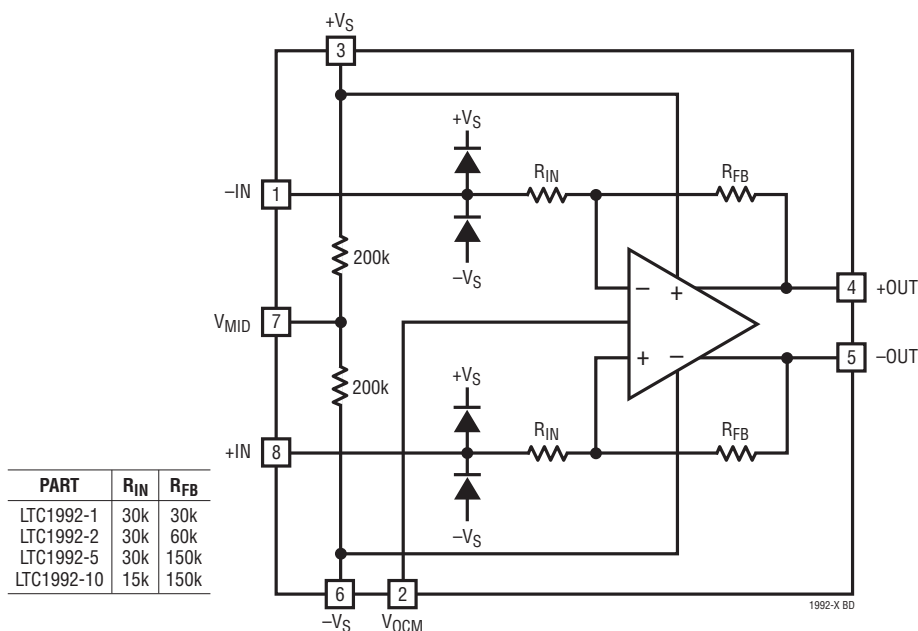 +VS
3
+VS
–IN
1
RIN
RFB
200k
–VS
4
+OUT
VMID
7
5
–OUT
200k
+VS
+IN
8
RIN
RFB
–VS
PART RIN RFB
LTC1992-1 30k 30k
LTC1992-2 30k 60k
LTC1992-5 30k 150k
LTC1992-10 15k 150k
6
2
–VS
VOCM
1992-X BD
– +
+ –